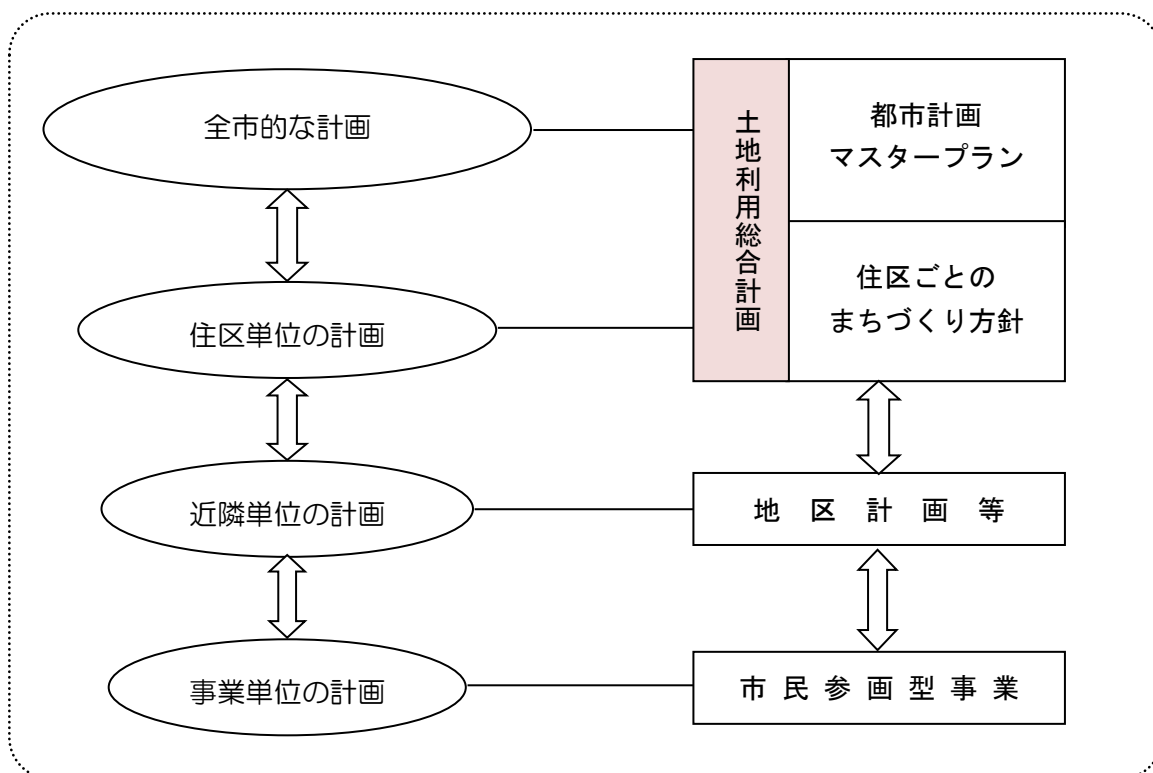 全市的な計画
土地利用総合計画
都市計画
マスタープラン
住区単位の計画
住区ごとの
まちづくり方針
近隣単位の計画
地区計画等
事業単位の計画
市民参画型事業